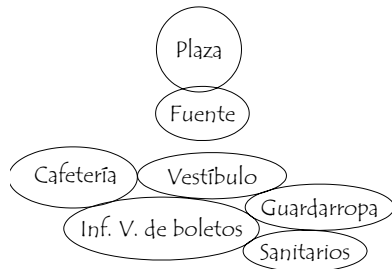 Plaza
Fuente
Cafetería
Vestíbulo
Guardarropa
Inf. V. de boletos
Sanitarios